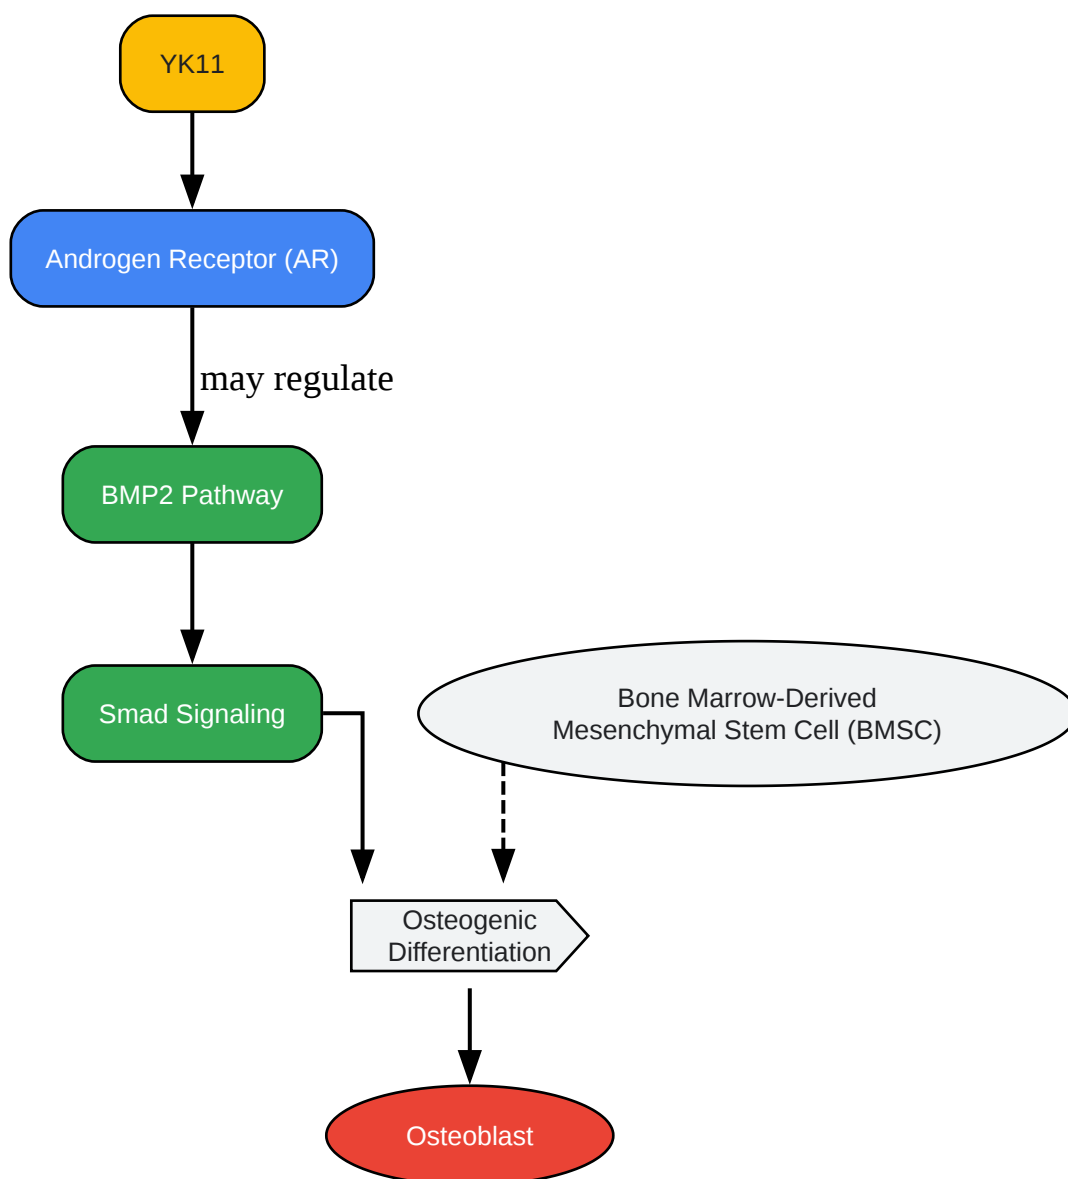 YK11
Androgen Receptor (AR)
may regulate
BMP2 Pathway
Smad Signaling
Bone Marrow-Derived
Mesenchymal Stem Cell (BMSC)
Osteogenic
Differentiation
Osteoblast